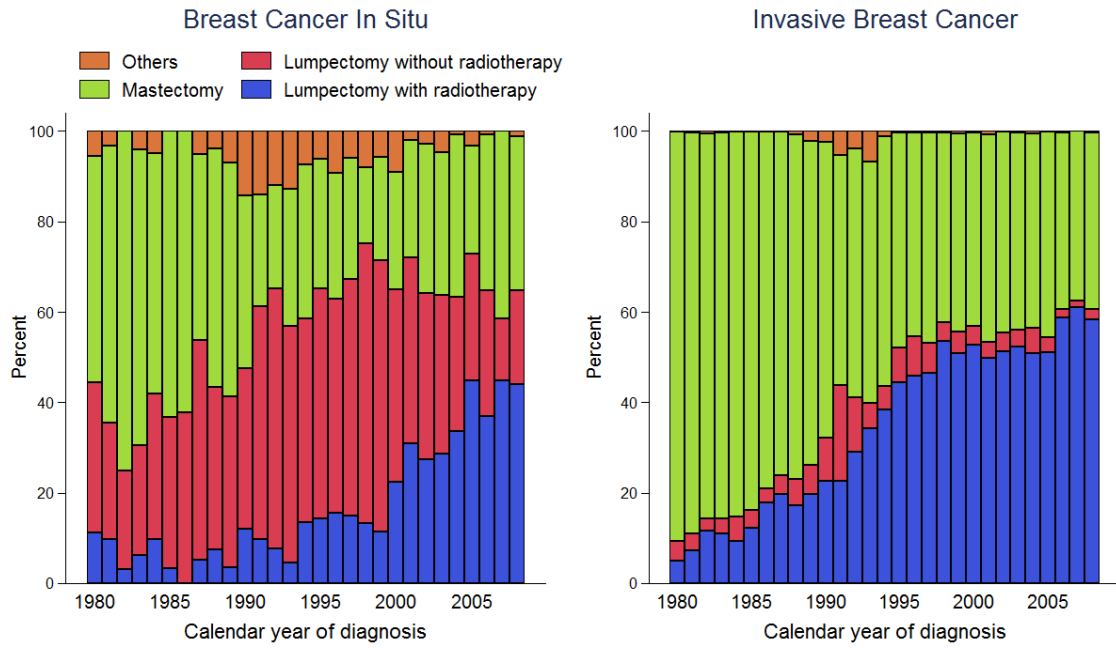 Breast Cancer In Situ
Invasive Breast Cancer
Others
Lumpectomy without radiotherapy
Mastectomy
Lumpectomy with radiotherapy
100
80
60
40
20
0
Percent
1980 1985 1990 1995 2000 2005
Calendar year of diagnosis
100
80
60
40
20
0
Percent
1980 1985 1990 1995 2000 2005
Calendar year of diagnosis